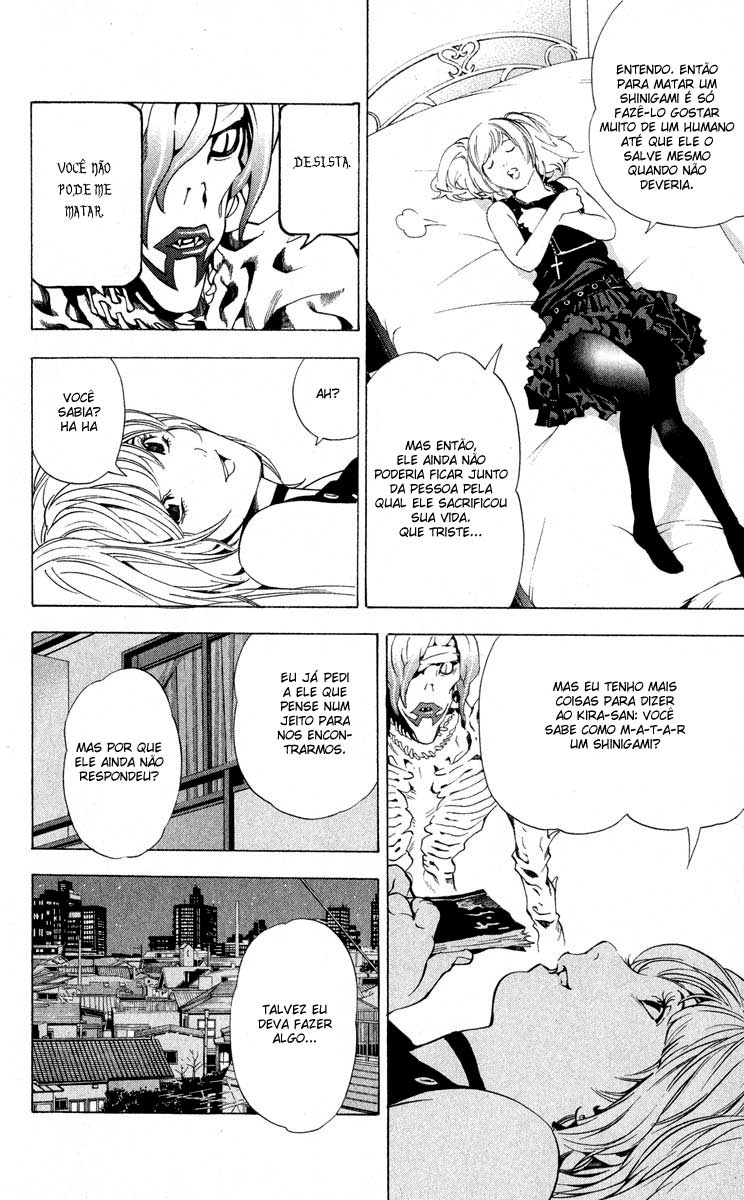 ENTENDO. ENTÃO
PARA MATAR UM
SHINIGAMI É SÓ
FAZÊ-LO GOSTAR
MUITO DE UM HUMANO
ATÉ QUE ELE O
SALVE MESMO
QUANDO NÃO
DEVERIA.
MAS ENTÃO,
ELE AINDA NÃO
PODERIA FICAR JUNTO
DA PESSOA PELA
QUAL ELE SACRIFICOU
SUA VIDA.
QUE TRISTE...
DESISTA.
VOCÊ NÃO
PODE ME
MATAR.
AH?
VOCÊ
SABIA?
HA HA
MAS EU TENHO MAIS
COISAS PARA DIZER
AO KIRA-SAN: VOCÊ
SABE COMO M-A-T-A-R
UM SHINIGAMI?
EU JÁ PEDI
A ELE QUE
PENSE NUM
JEITO PARA
NOS ENCON-
TRARMOS.
MAS POR QUE
ELE AINDA NÃO
RESPONDEU?
TALVEZ EU
DEVA FAZER
ALGO...